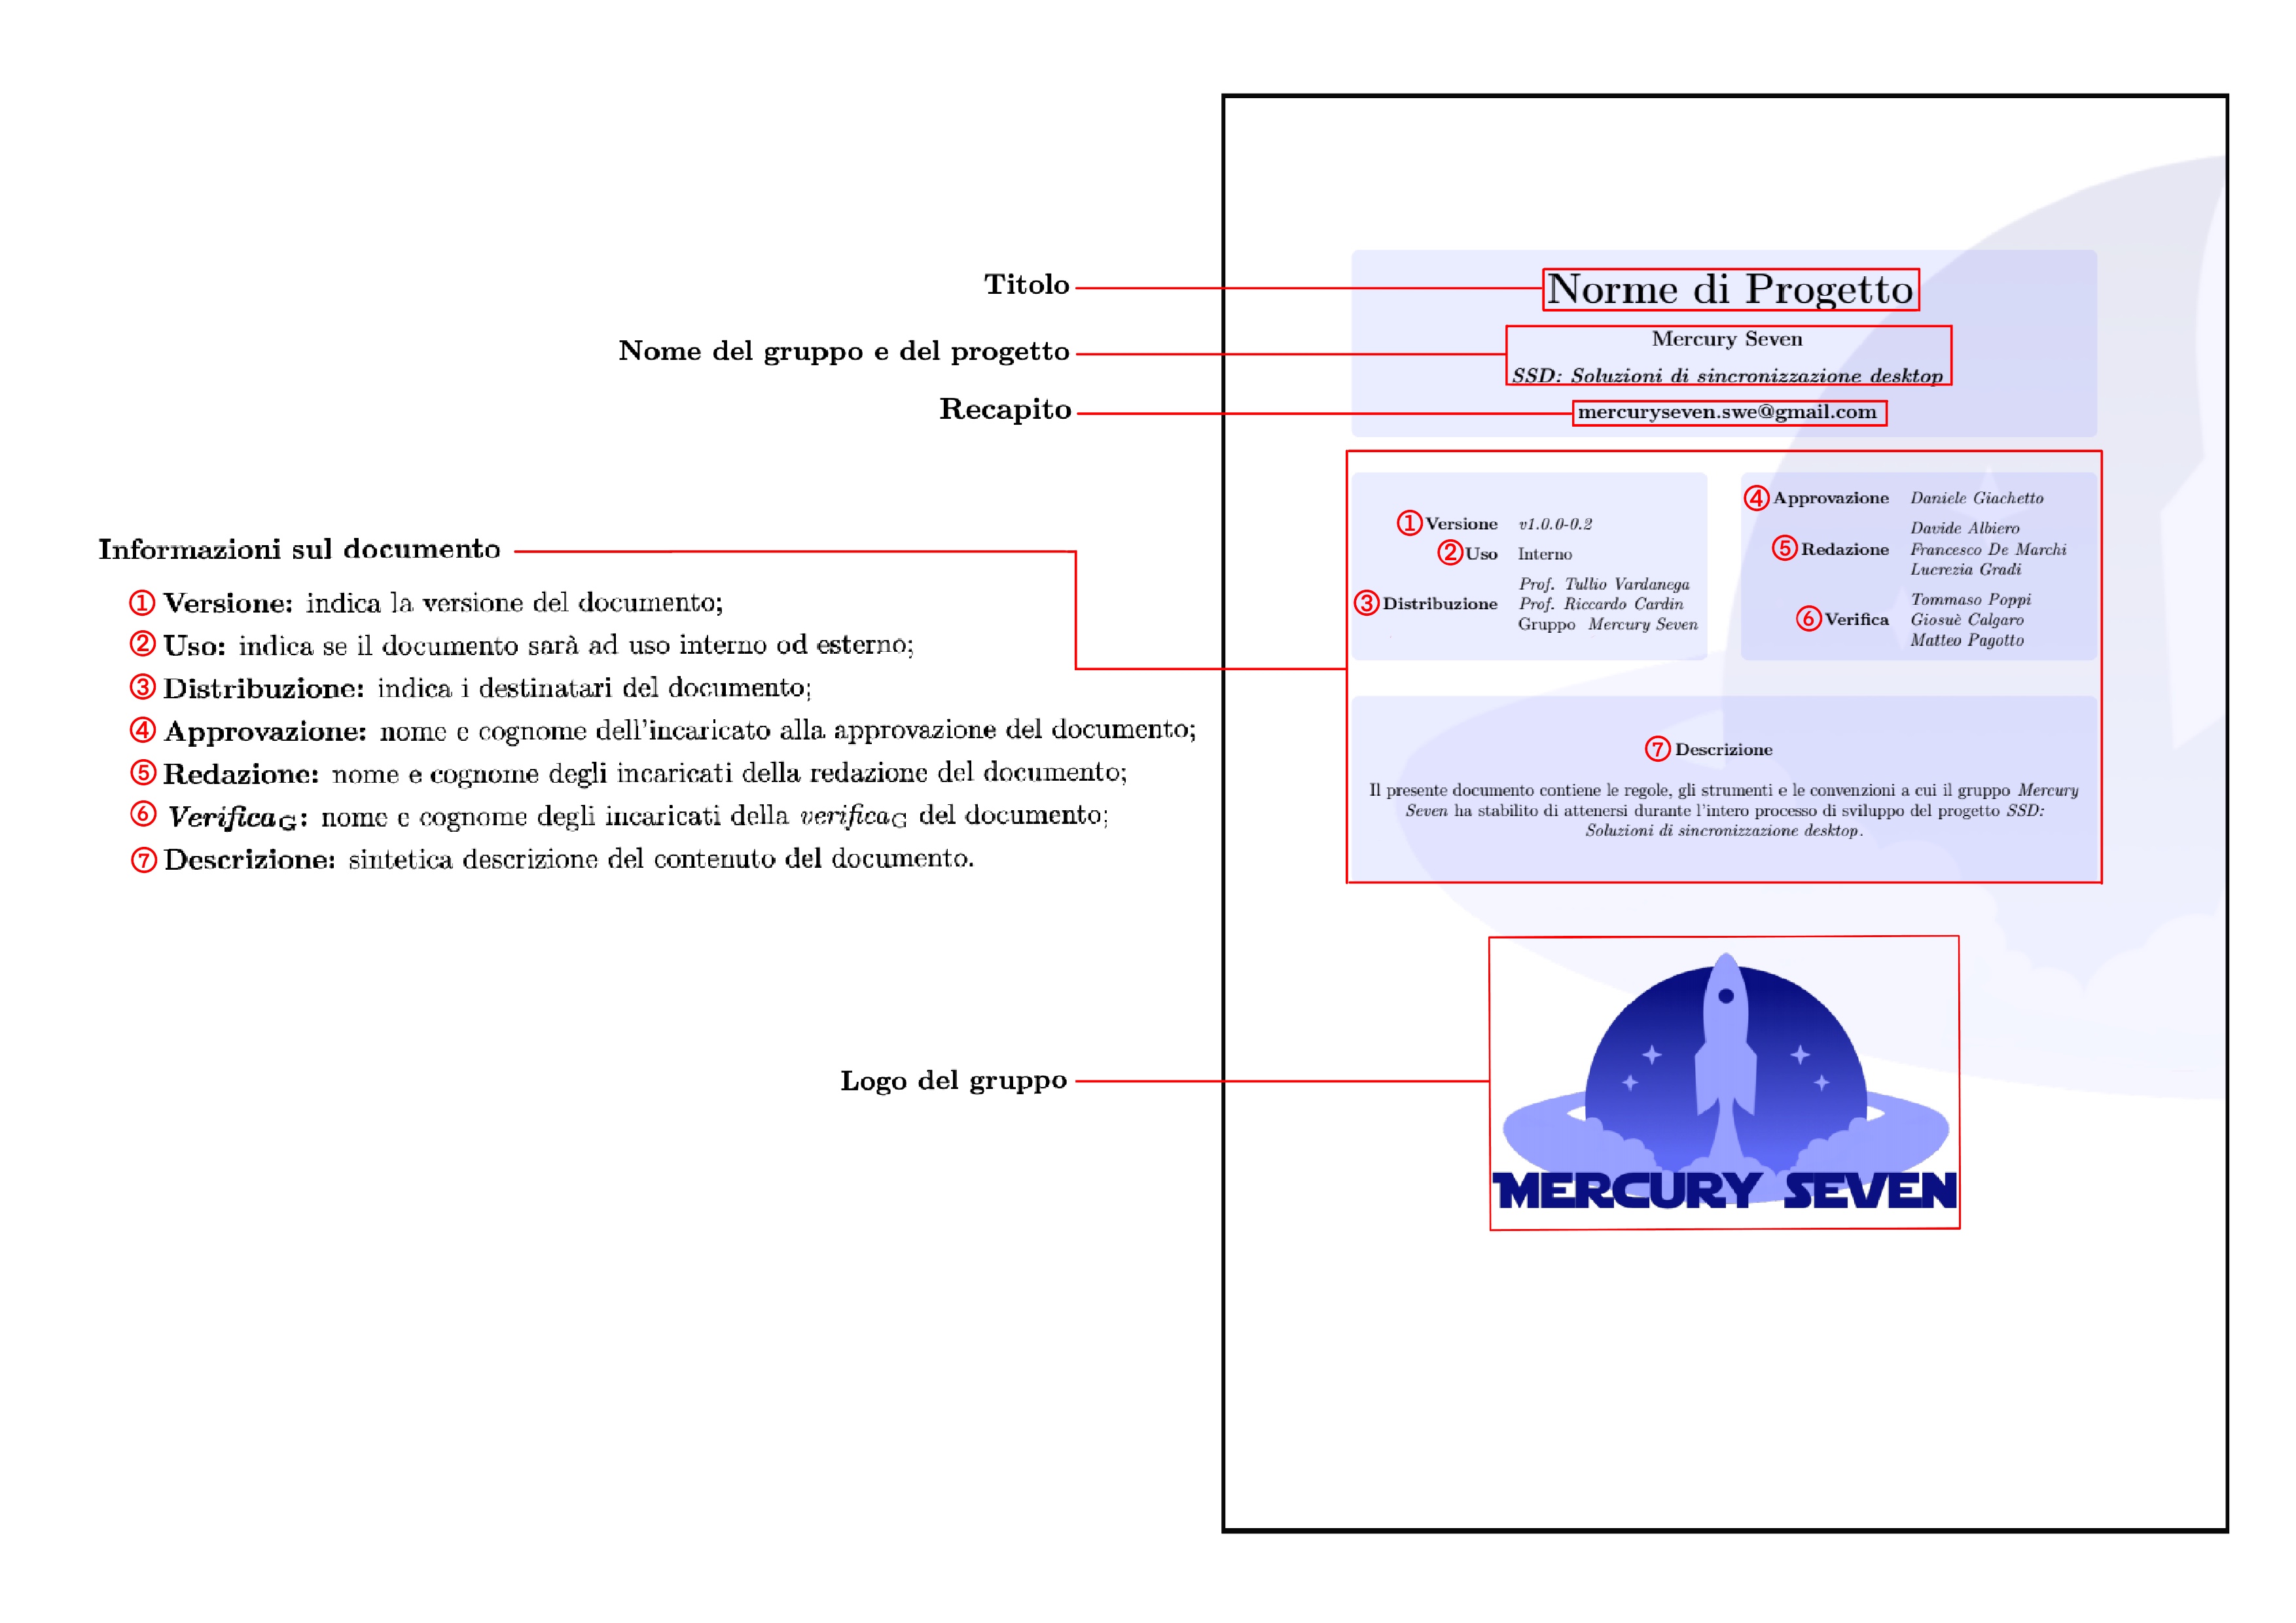 Titolo
Nome del gruppo e del progetto
Recapito
Informazioni sul documento
① Versione: indica la versione del documento;
② Uso: indica se il documento sarà ad uso interno od esterno;
③ Distribuzione: indica i destinatari del documento;
④ Approvazione: nome e cognome dell'incaricato alla approvazione del documento;
⑤ Redazione: nome e cognome degli incaricati della redazione del documento;
⑥ Verifica_G: nome e cognome degli incaricati della verifica_G del documento;
⑦ Descrizione: sintetica descrizione del contenuto del documento.
Logo del gruppo
Norme di Progetto
Mercury Seven
SSD: Soluzioni di sincronizzazione desktop
mercuryseven.swe@gmail.com
① Versione v1.0.0-0.2
② Uso Interno
③ Distribuzione Prof. Tullio Vardanega
Prof. Riccardo Cardin
Gruppo Mercury Seven
④ Approvazione Daniele Giachetto
⑤ Redazione Davide Albiero
Francesco De Marchi
Lucrezia Gradi
⑥ Verifica Tommaso Poppi
Giosuè Calgaro
Matteo Pagotto
⑦ Descrizione
Il presente documento contiene le regole, gli strumenti e le convenzioni a cui il gruppo Mercury
Seven ha stabilito di attenersi durante l'intero processo di sviluppo del progetto SSD:
Soluzioni di sincronizzazione desktop.
MERCURY SEVEN